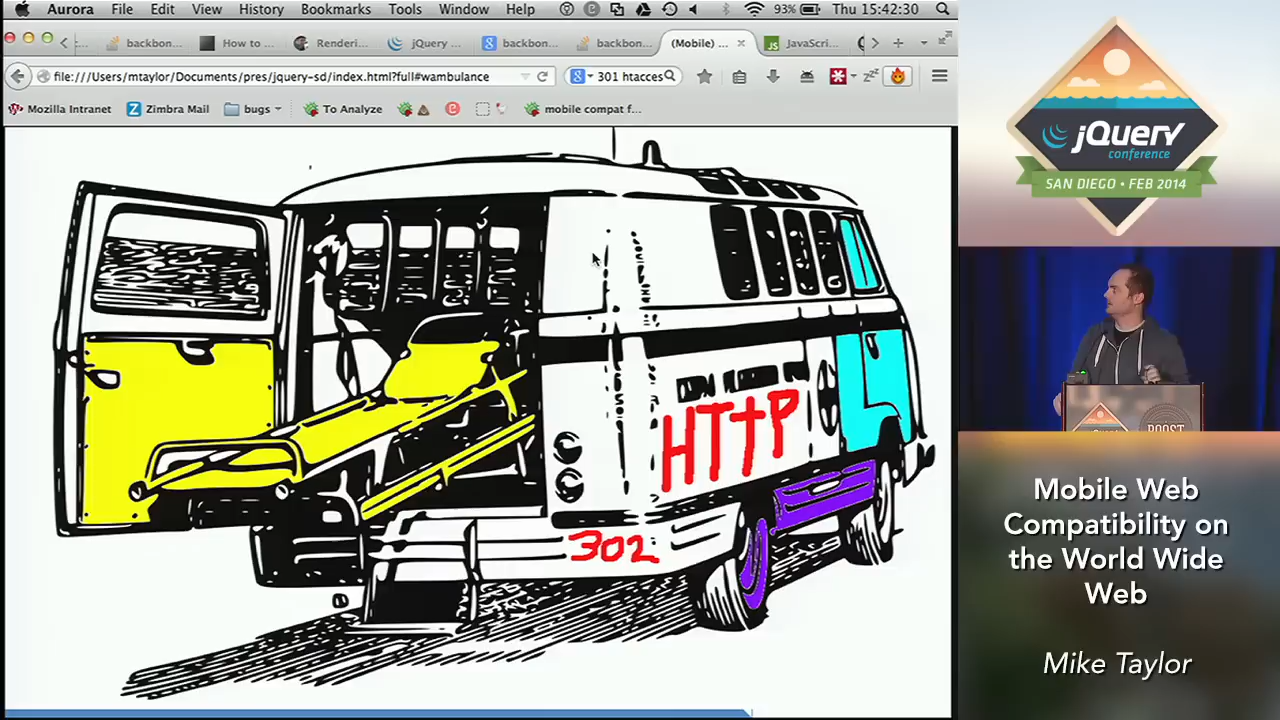 Aurora File Edit View History Bookmarks Tools Window Help 93% Thu 15:42:30
backbon... How to ... Renderi... jQuery ... backbon... backbon... (Mobile) ... JavaScri...
file:///Users/mtaylor/Documents/pres/jquery-sd/index.html?full#wambulance 301 htacces
Mozilla Intranet Zimbra Mail bugs To Analyze mobile compat f...
HTTP
302
jQuery
conference
SAN DIEGO • FEB 2014
BOOST
Mobile Web
Compatibility on
the World Wide
Web
Mike Taylor